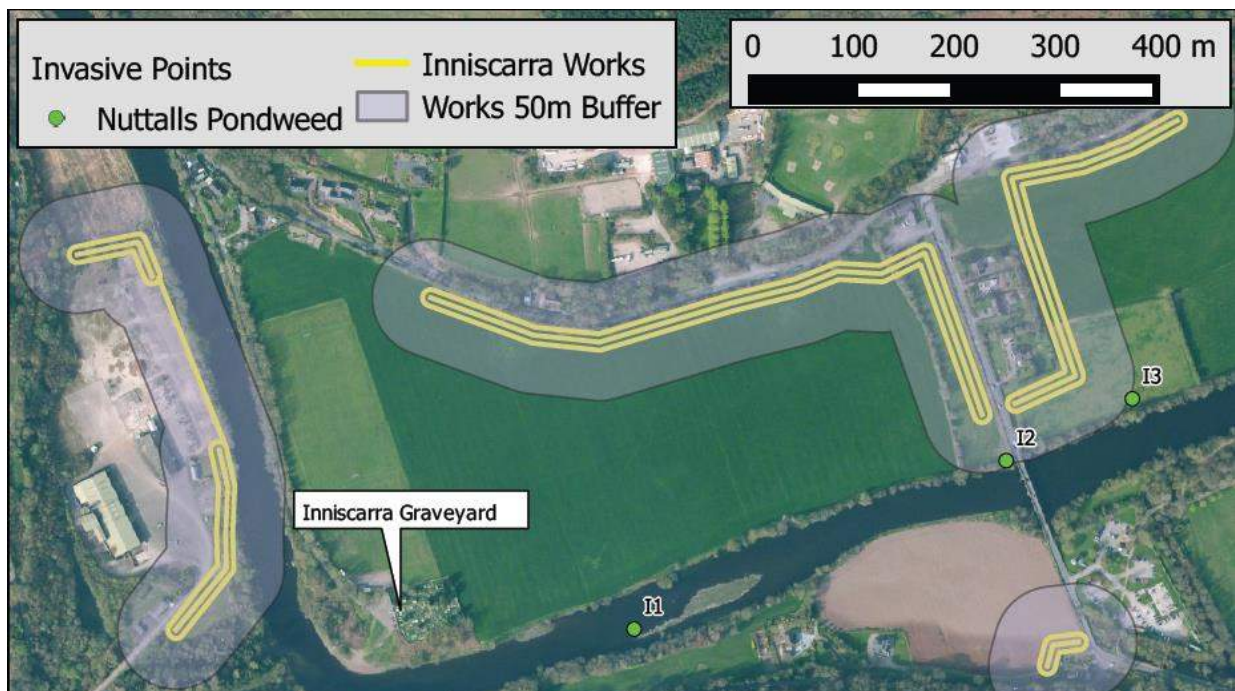 Invasive Points
Nuttalls Pondweed
Inniscarra Works
Works 50m Buffer
0 100 200 300 400 m
I3
I2
Inniscarra Graveyard
I1